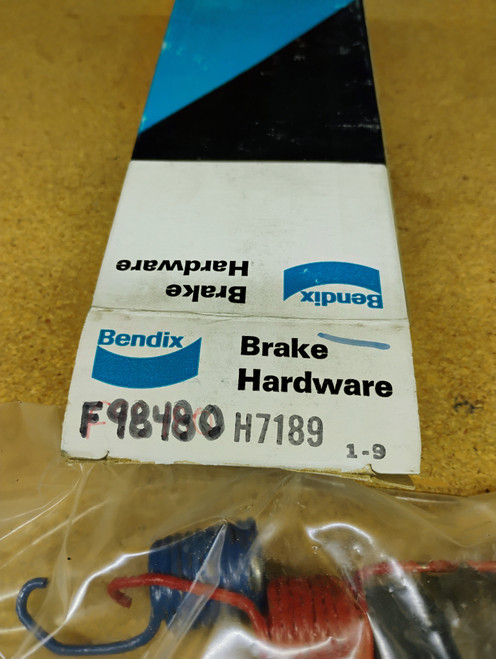 Brake
Hardware
Bendix
Bendix
Brake
Hardware
F98480 H7189
1-9